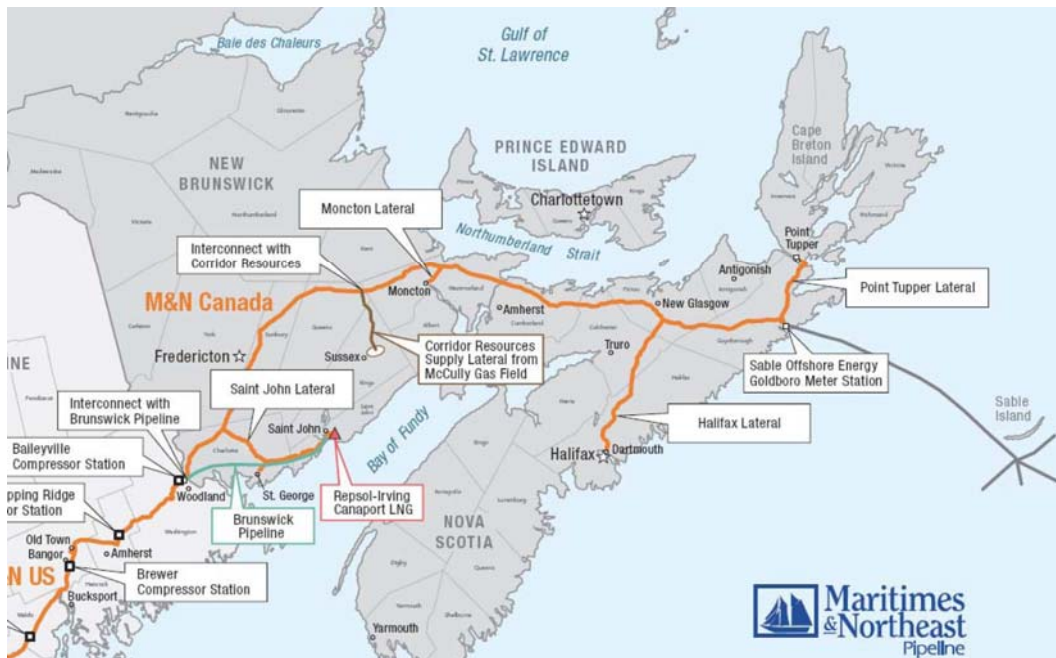 Baie des Chaleurs
Gulf of
St. Lawrence
NEW
BRUNSWICK
PRINCE EDWARD
ISLAND
Cape
Breton
Island
Charlottetown
Moncton Lateral
Northumberland Strait
Interconnect with
Corridor Resources
Point
Tupper
Antigonish
Moncton
M&N Canada
Amherst
New Glasgow
Point Tupper Lateral
Fredericton
Sussex
Corridor Resources
Supply Lateral from
McCully Gas Field
Truro
Sable Offshore Energy
Goldboro Meter Station
INE
Saint John Lateral
Interconnect with
Brunswick Pipeline
Saint John
Bay of Fundy
Halifax Lateral
Sable
Island
Baileyville
Compressor Station
Halifax
Dartmouth
Woodland
St. George
Repsol-Irving
Canaport LNG
pping Ridge
or Station
Brunswick
Pipeline
NOVA
SCOTIA
Old Town
Bangor
Amherst
N US
Brewer
Compressor Station
Bucksport
Yarmouth
Maritimes
& Northeast
Pipeline